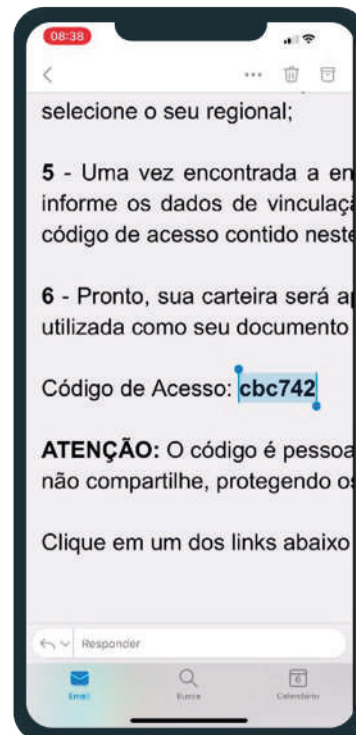 08:38
selecione o seu regional;
5 - Uma vez encontrada a en
informe os dados de vinculaç
código de acesso contido neste
6 - Pronto, sua carteira será a
utilizada como seu documento
Código de Acesso: cbc742
ATENÇÃO: O código é pessoa
não compartilhe, protegendo o
Clique em um dos links abaixo
Responder
6
Email
Busca
Calendário